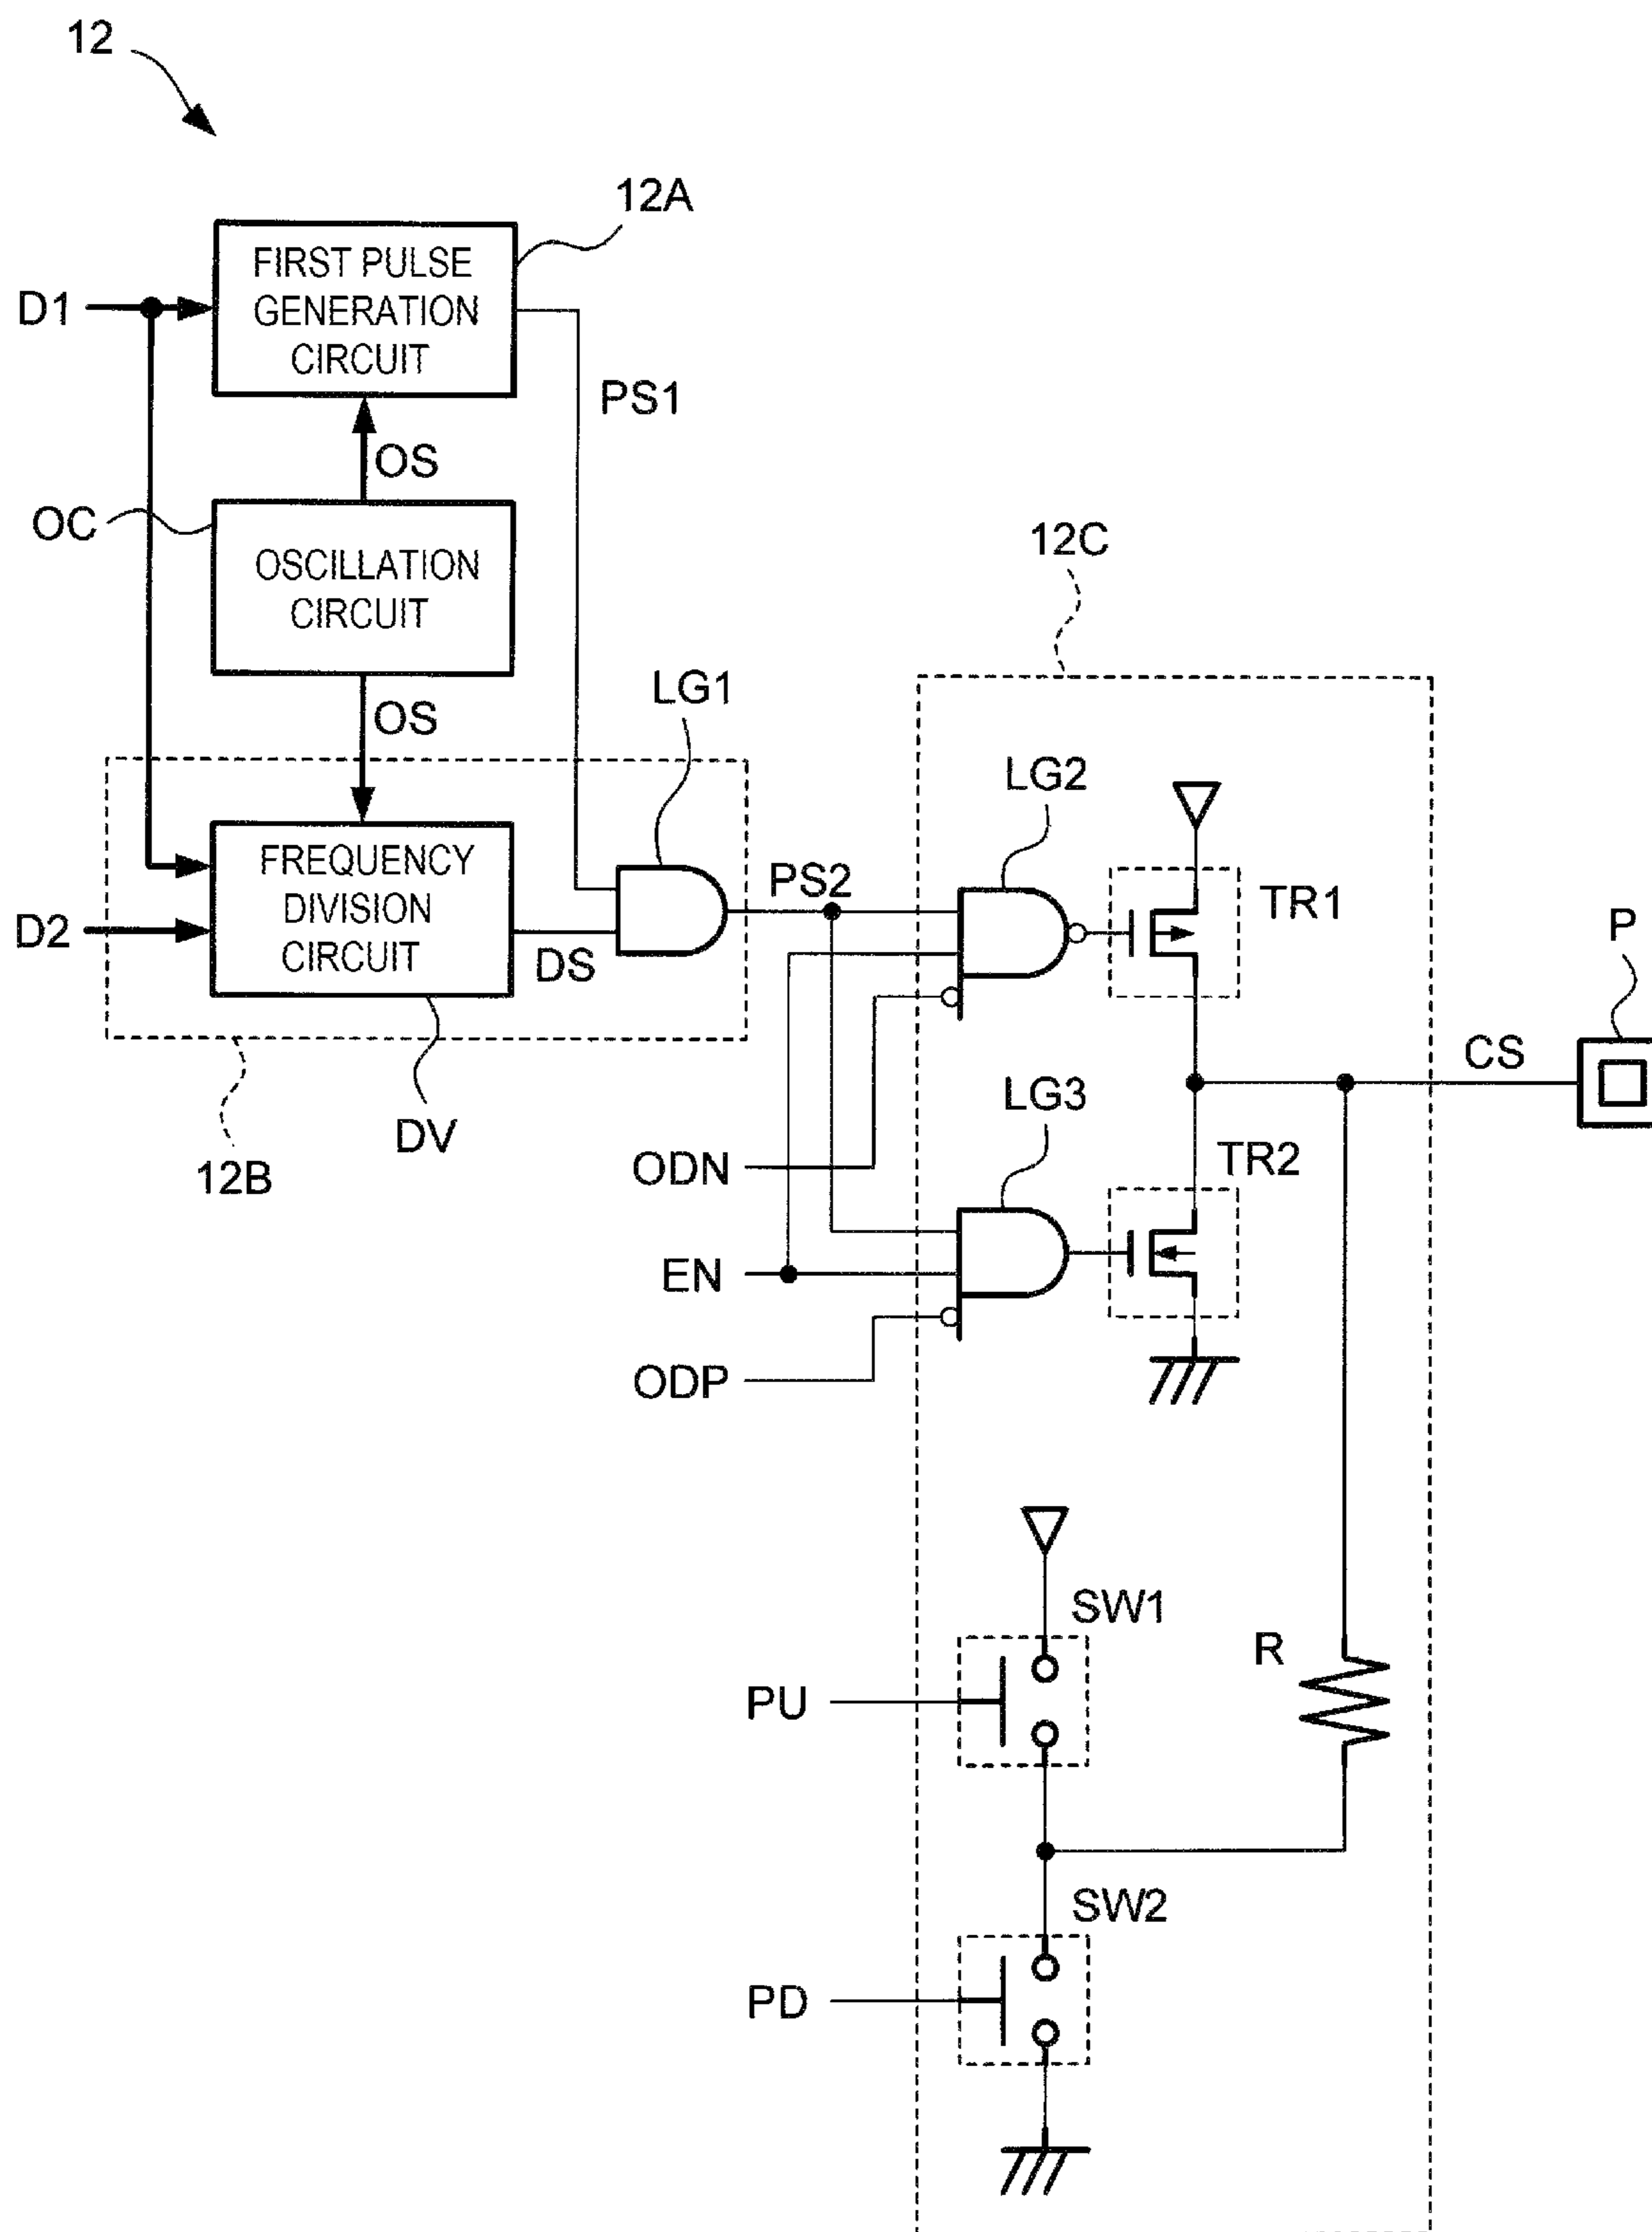 12
12A
FIRST PULSE
GENERATION
CIRCUIT
D1
PS1
OS
OC
OSCILLATION
CIRCUIT
12C
OS
LG1
LG2
FREQUENCY
DIVISION
CIRCUIT
PS2
TR1
D2
DS
P
CS
LG3
DV
ODN
TR2
12B
EN
ODP
SW1
R
PU
SW2
PD